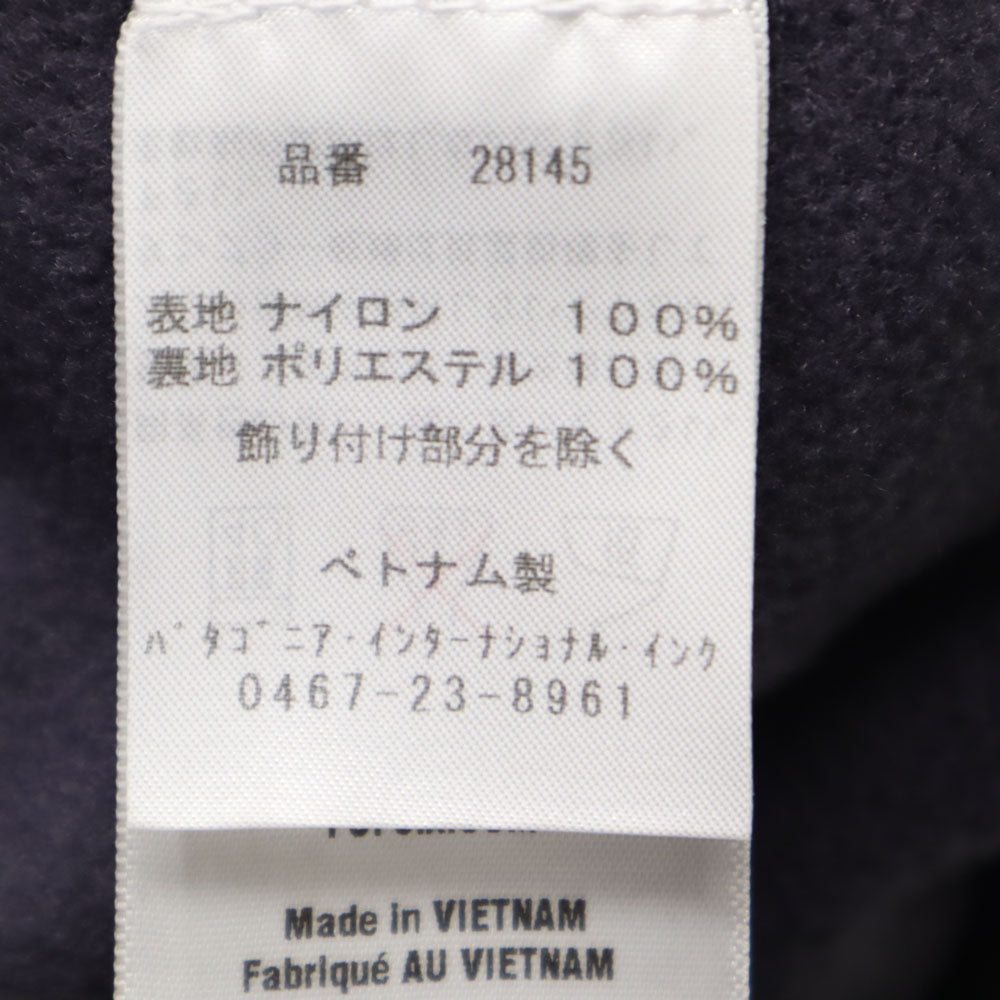 品番 28145
表地 ナイロン 100%
裏地 ポリエステル 100%
飾り付け部分を除く
ベトナム製
パタゴニア・インターナショナル・インク
0467-23-8961
Made in VIETNAM
Fabriqué AU VIETNAM